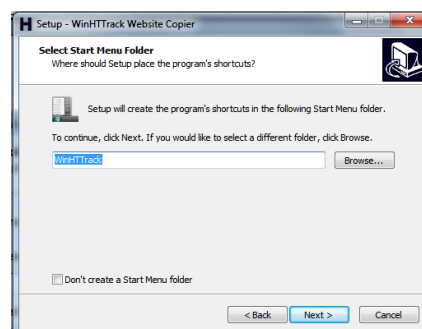 Setup - WinHTTrack Website Copier
Select Start Menu Folder
Where should Setup place the program's shortcuts?
Setup will create the program's shortcuts in the following Start Menu folder.
To continue, click Next. If you would like to select a different folder, click Browse.
WinHTTrack
Browse...
Don't create a Start Menu folder
< Back
Next >
Cancel